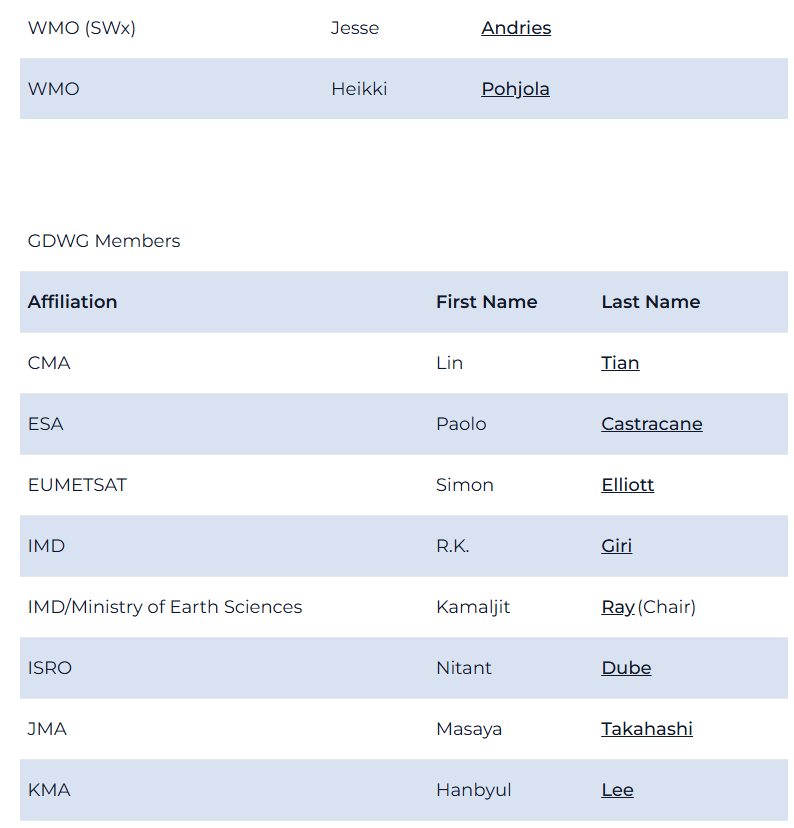 WMO (SWx) Jesse Andries
WMO Heikki Pohjola
GDWG Members
Affiliation First Name Last Name
CMA Lin Tian
ESA Paolo Castracane
EUMETSAT Simon Elliott
IMD R.K. Giri
IMD/Ministry of Earth Sciences Kamaljit Ray (Chair)
ISRO Nitant Dube
JMA Masaya Takahashi
KMA Hanbyul Lee